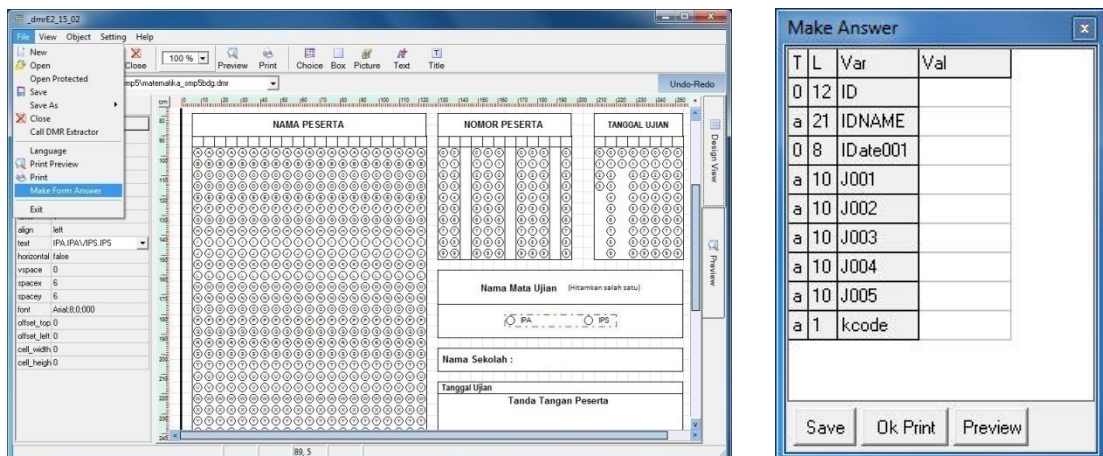 _dmrE2_15_02
File View Object Setting Help
New
Open
Open Protected
Save
Save As
Close
Call DMR Extractor
Language
Print Preview
Print
Make Form Answer
Exit
Close 100 % Preview Print Choice Box Picture Text Title
mp5\matematika_smp5bdg.dmr Undo-Redo
align left
text IPA.IPA\/IPS.IPS
horizontal false
vspace 0
spacex 6
spacey 6
font Arial;8;0;000
offset_top 0
offset_left 0
cell_width 0
cell_heigh 0
cm
NAMA PESERTA
NOMOR PESERTA
TANGGAL UJIAN
Nama Mata Ujian (Hitamkan salah satu)
IPA IPS
Nama Sekolah :
Tanggal Ujian
Tanda Tangan Peserta
Design View
Preview
89, 5
Make Answer
T L Var Val
0 12 ID
a 21 IDNAME
0 8 IDate001
a 10 J001
a 10 J002
a 10 J003
a 10 J004
a 10 J005
a 1 kcode
Save Ok Print Preview